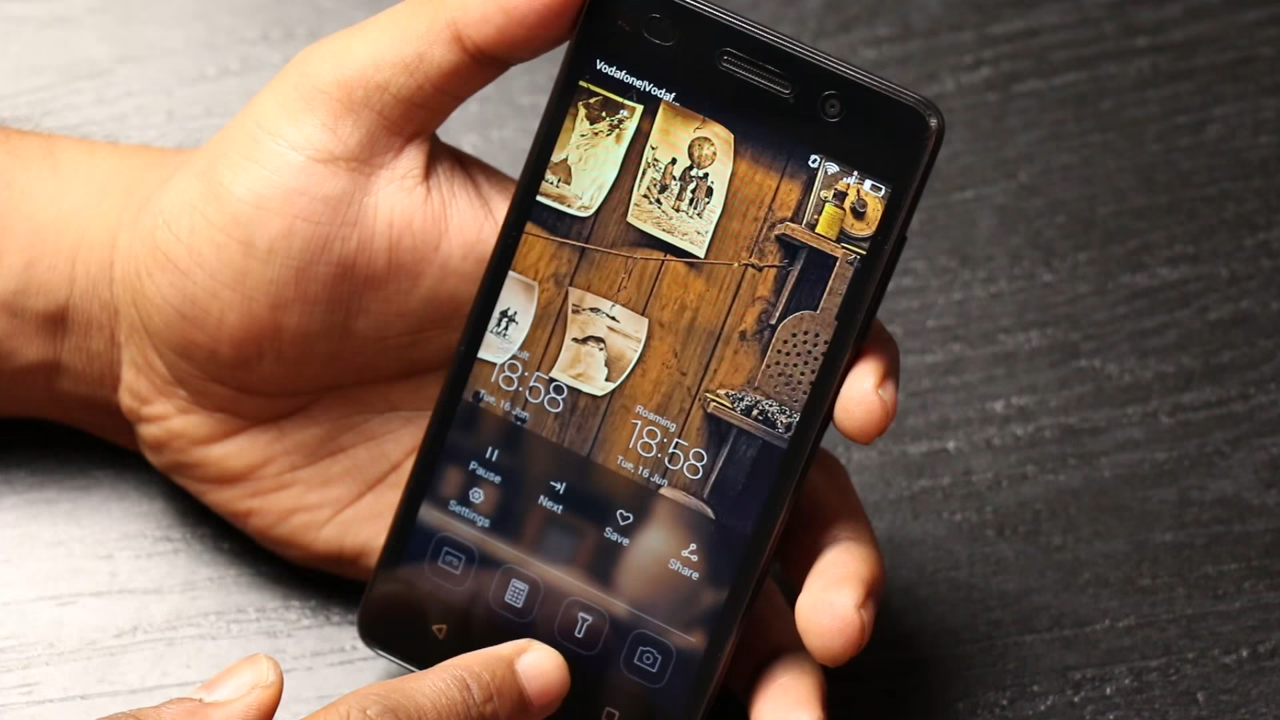 Vodafone|Vodaf...
18:58
Tue, 16 Jun
Roaming
18:58
Tue, 16 Jun
Pause
Next
Save
Share
Settings